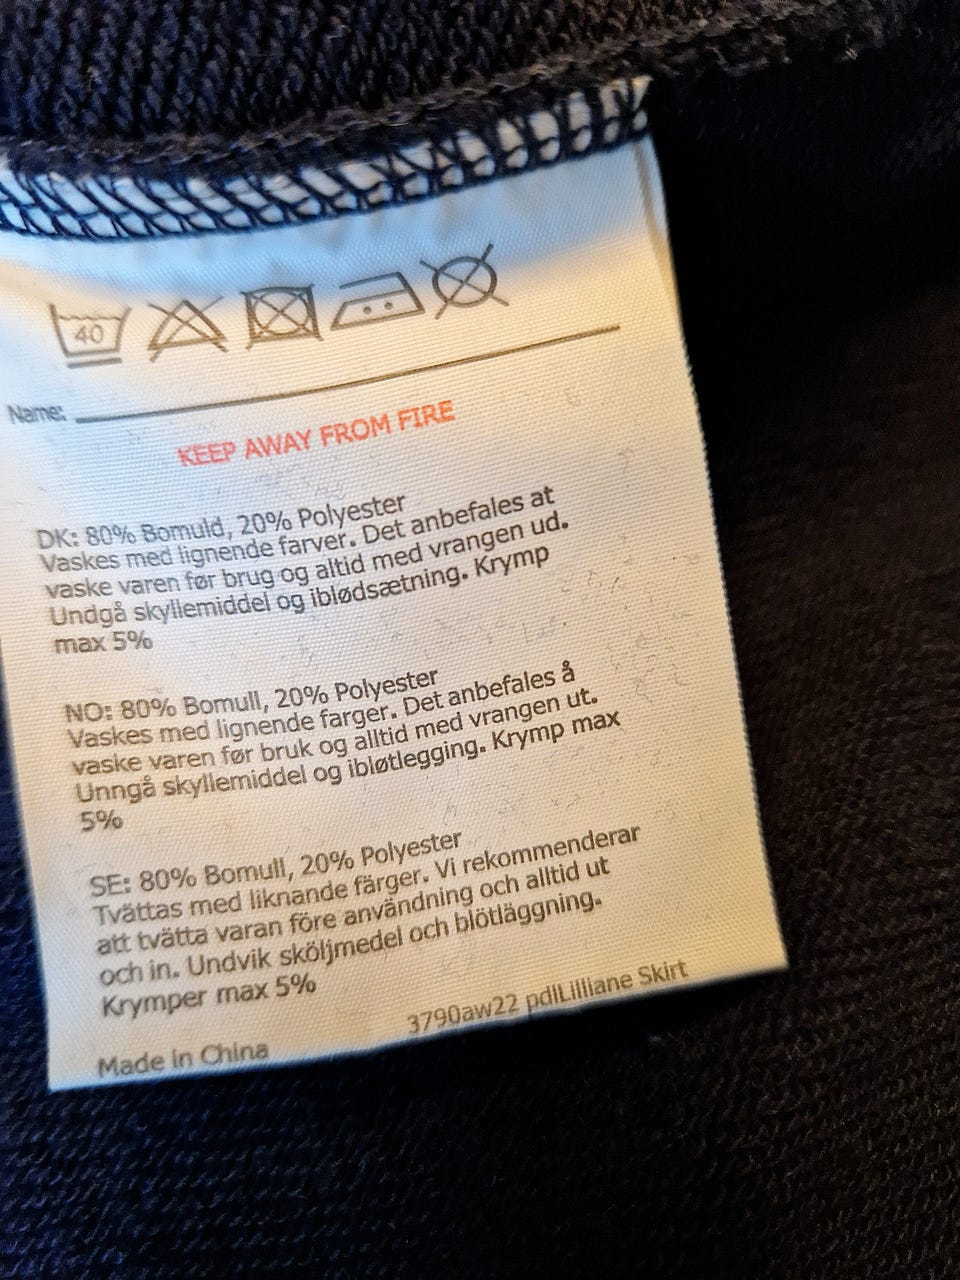 40
Name:
KEEP AWAY FROM FIRE
DK: 80% Bomuld, 20% Polyester
Vaskes med lignende farver. Det anbefales at
vaske varen før brug og altid med vrangen ud.
Undgå skyllemiddel og iblødsætning. Krymp
max 5%
NO: 80% Bomull, 20% Polyester
Vaskes med lignende farger. Det anbefales å
vaske varen før bruk og alltid med vrangen ut.
Unngå skyllemiddel og ibløtlegging. Krymp max
5%
SE: 80% Bomull, 20% Polyester
Tvättas med liknande färger. Vi rekommenderar
att tvätta varan före användning och alltid ut
och in. Undvik sköljmedel och blötläggning.
Krymper max 5%
3790aw22 pdlLilliane Skirt
Made in China